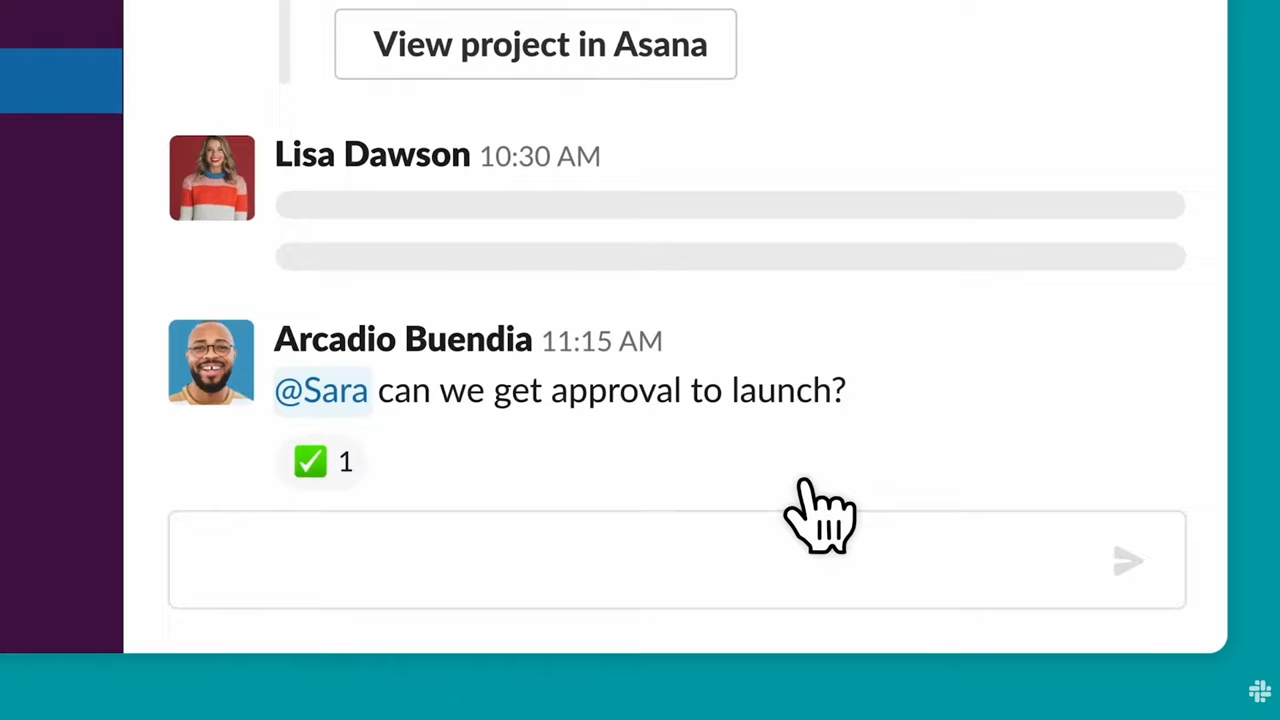 View project in Asana
Lisa Dawson 10:30 AM
Arcadio Buendia 11:15 AM
@Sara can we get approval to launch?
✅ 1